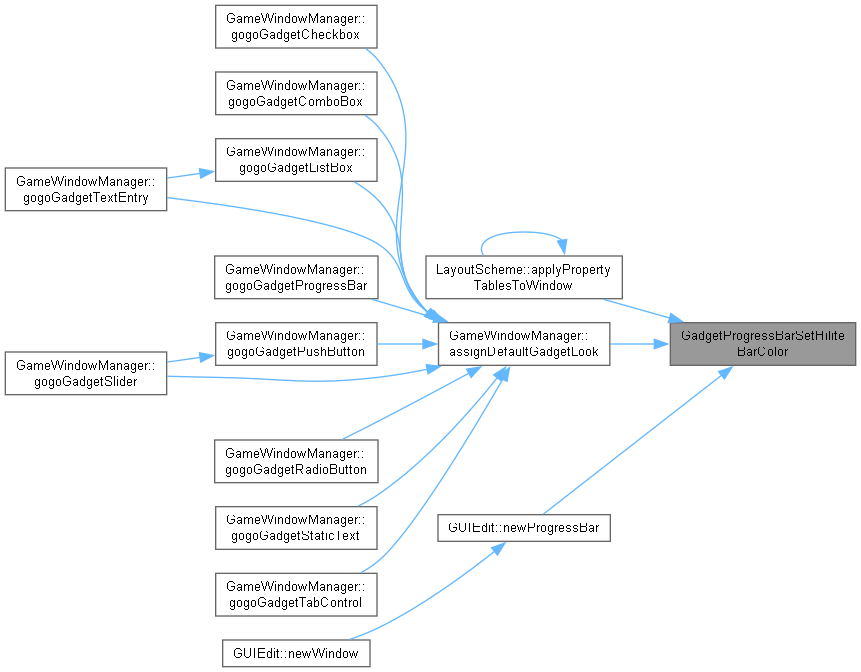 GameWindowManager::
gogoGadgetCheckbox
GameWindowManager::
gogoGadgetComboBox
GameWindowManager::
gogoGadgetListBox
GameWindowManager::
gogoGadgetTextEntry
GameWindowManager::
gogoGadgetProgressBar
LayoutScheme::applyProperty
TablesToWindow
GameWindowManager::
gogoGadgetPushButton
GameWindowManager::
assignDefaultGadgetLook
GadgetProgressBarSetHilite
BarColor
GameWindowManager::
gogoGadgetSlider
GameWindowManager::
gogoGadgetRadioButton
GameWindowManager::
gogoGadgetStaticText
GUIEdit::newProgressBar
GameWindowManager::
gogoGadgetTabControl
GUIEdit::newWindow